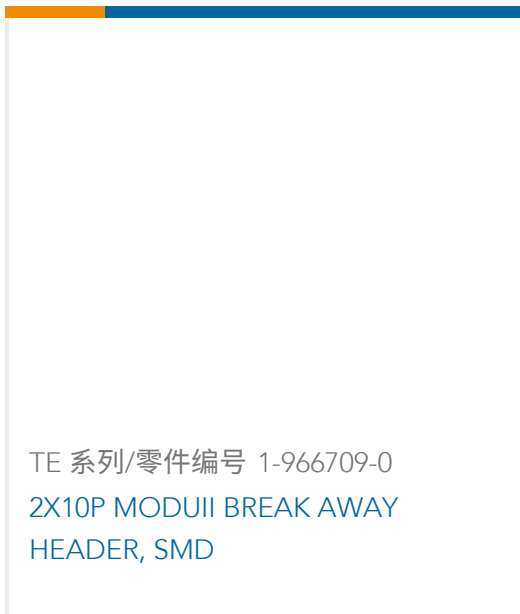 TE 系列/零件编号 1-966709-0
2X10P MODUII BREAK AWAY
HEADER, SMD